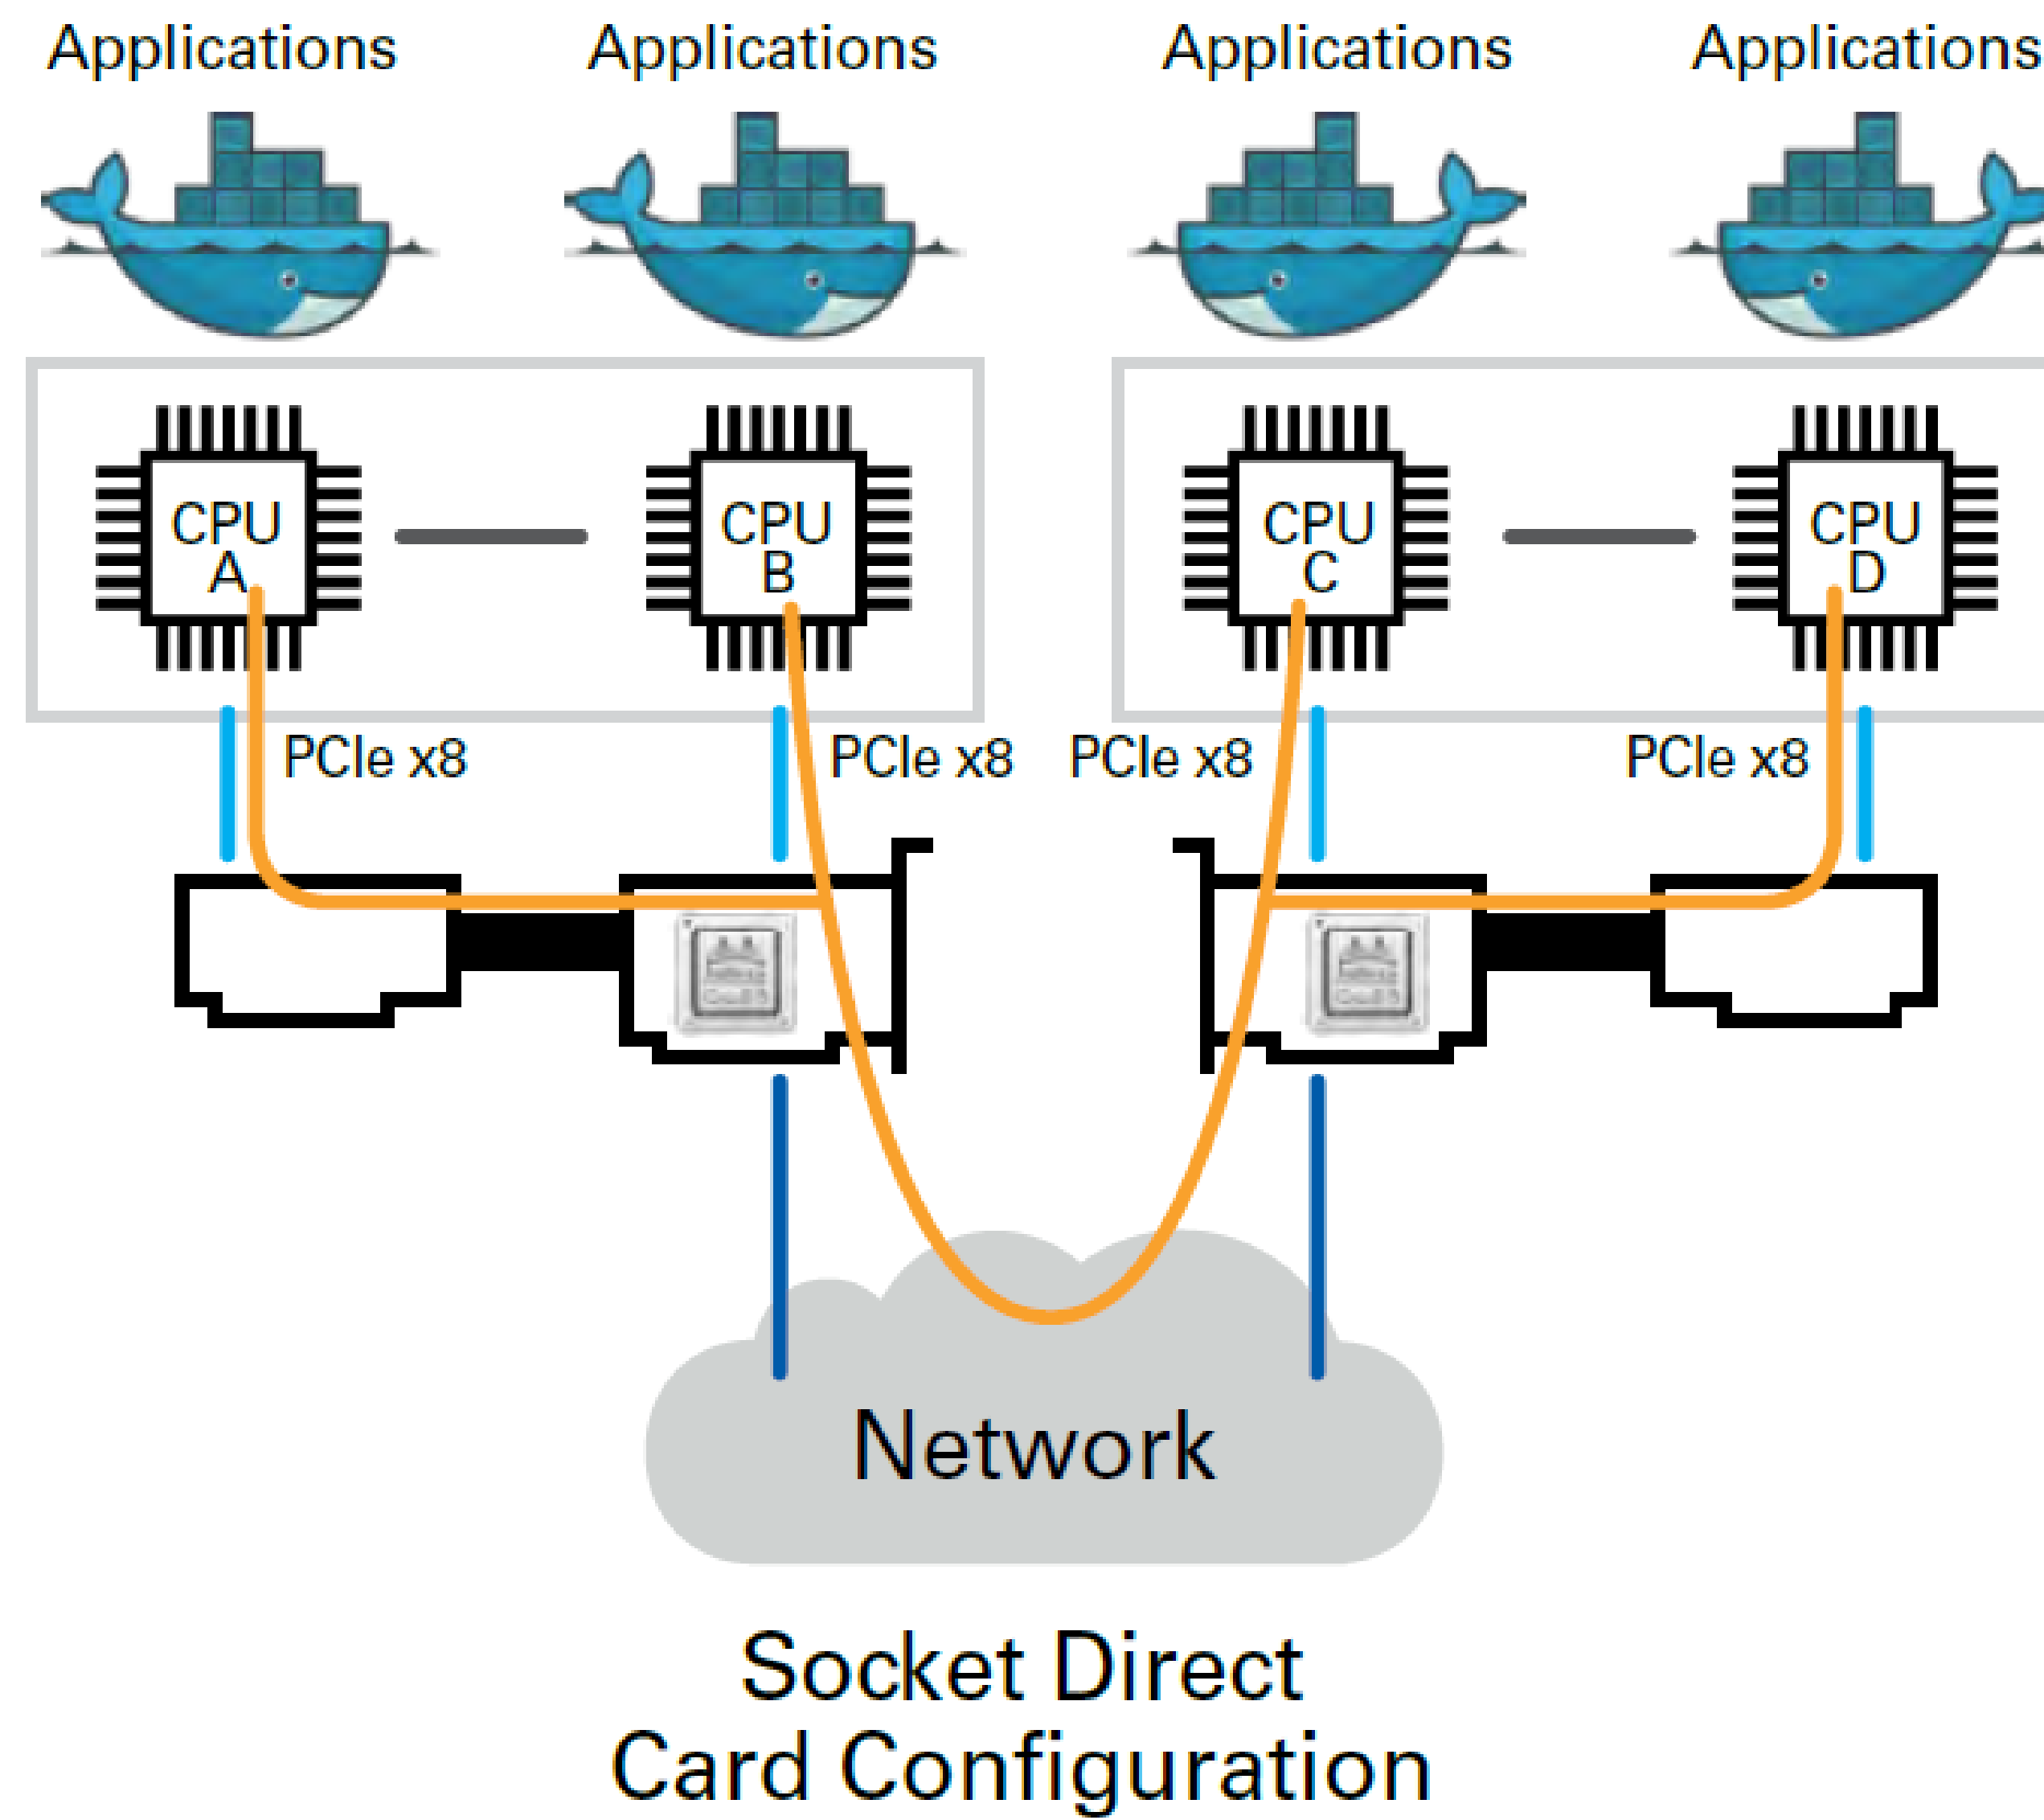 Applications Applications Applications Applications
CPU
A
CPU
B
CPU
C
CPU
D
PCIe x8 PCIe x8 PCIe x8 PCIe x8
Network
Socket Direct
Card Configuration